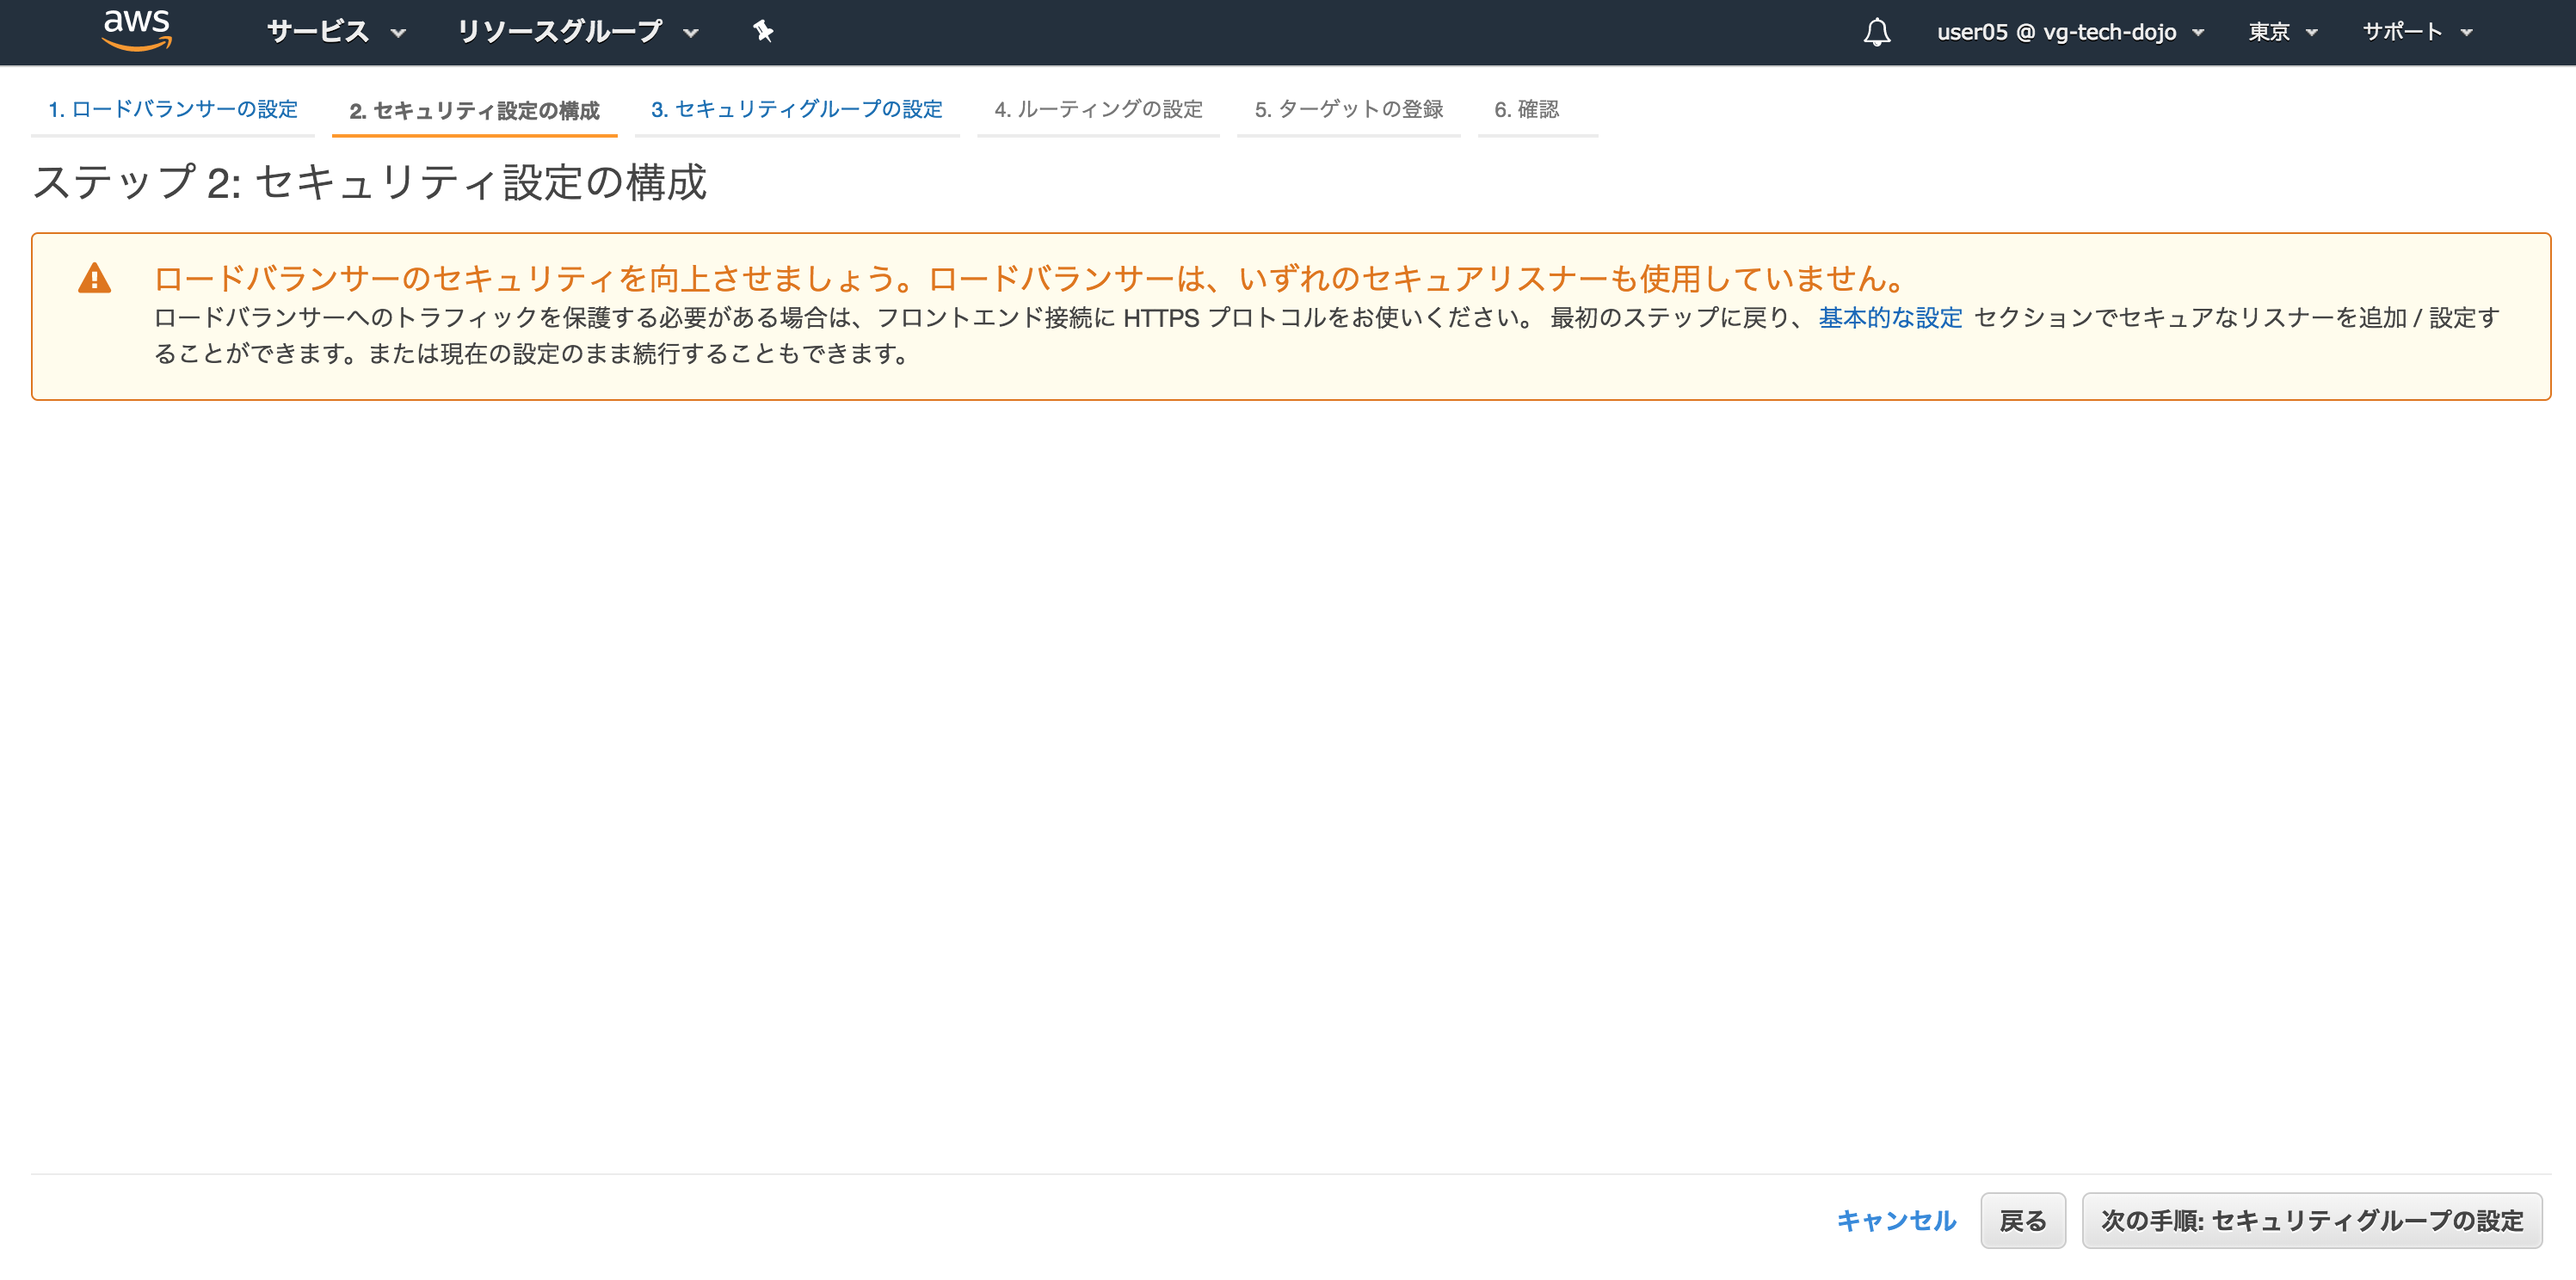 aws サービス リソースグループ user05 @ vg-tech-dojo 東京 サポート
1. ロードバランサーの設定 2. セキュリティ設定の構成 3. セキュリティグループの設定 4. ルーティングの設定 5. ターゲットの登録 6. 確認
ステップ 2: セキュリティ設定の構成
ロードバランサーのセキュリティを向上させましょう。ロードバランサーは、いずれのセキュアリスナーも使用していません。
ロードバランサーへのトラフィックを保護する必要がある場合は、フロントエンド接続に HTTPS プロトコルをお使いください。 最初のステップに戻り、 基本的な設定 セクションでセキュアなリスナーを追加 / 設定す
ることができます。または現在の設定のまま続行することもできます。
キャンセル 戻る 次の手順: セキュリティグループの設定